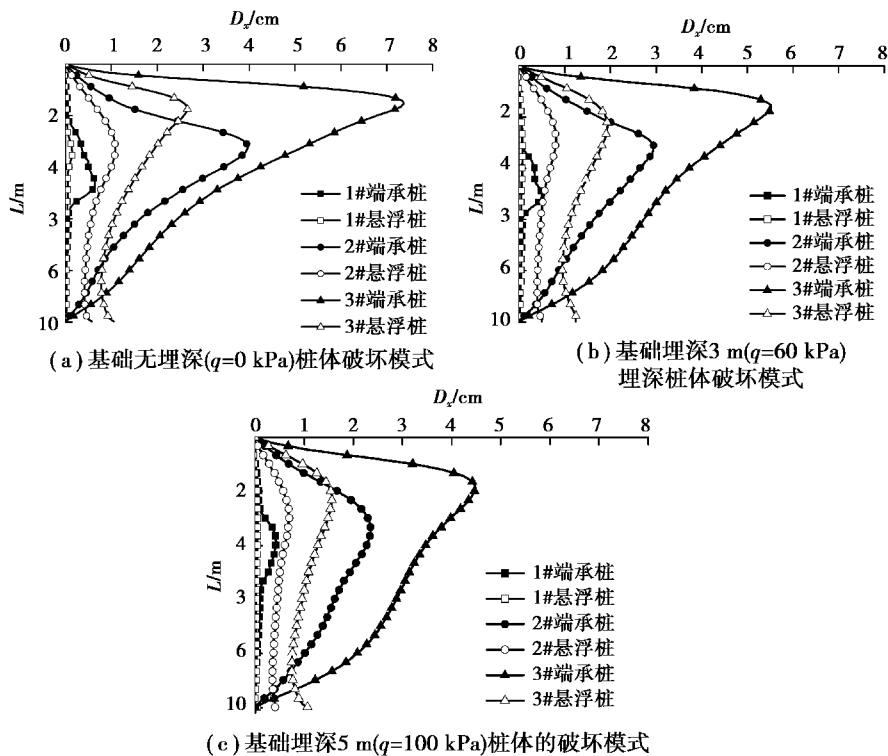 Dx/cm
0 1 2 3 4 5 6 7 8
2
4
3
6
10
L/m
1#端承桩
1#悬浮桩
2#端承桩
2#悬浮桩
3#端承桩
3#悬浮桩
(a)基础无埋深(q=0 kPa)桩体破坏模式
Dx/cm
0 1 2 3 4 5 6 7 8
2
4
3
6
10
L/m
1#端承桩
1#悬浮桩
2#端承桩
2#悬浮桩
3#端承桩
3#悬浮桩
(b)基础埋深3 m(q=60 kPa)
埋深桩体破坏模式
Dx/cm
0 1 2 3 4 5 6 7 8
2
4
3
6
10
L/m
1#端承桩
1#悬浮桩
2#端承桩
2#悬浮桩
3#端承桩
3#悬浮桩
(c)基础埋深5 m(q=100 kPa)桩体的破坏模式